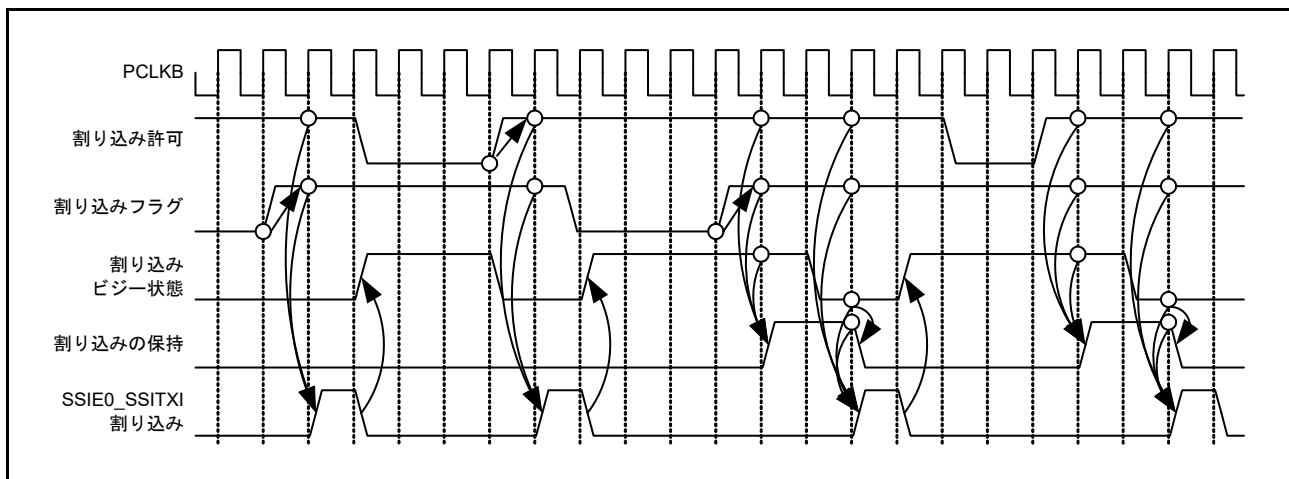 PCLKB
割り込み許可
割り込みフラグ
割り込み
ビジー状態
割り込みの保持
SSIE0_SSITXI
割り込み